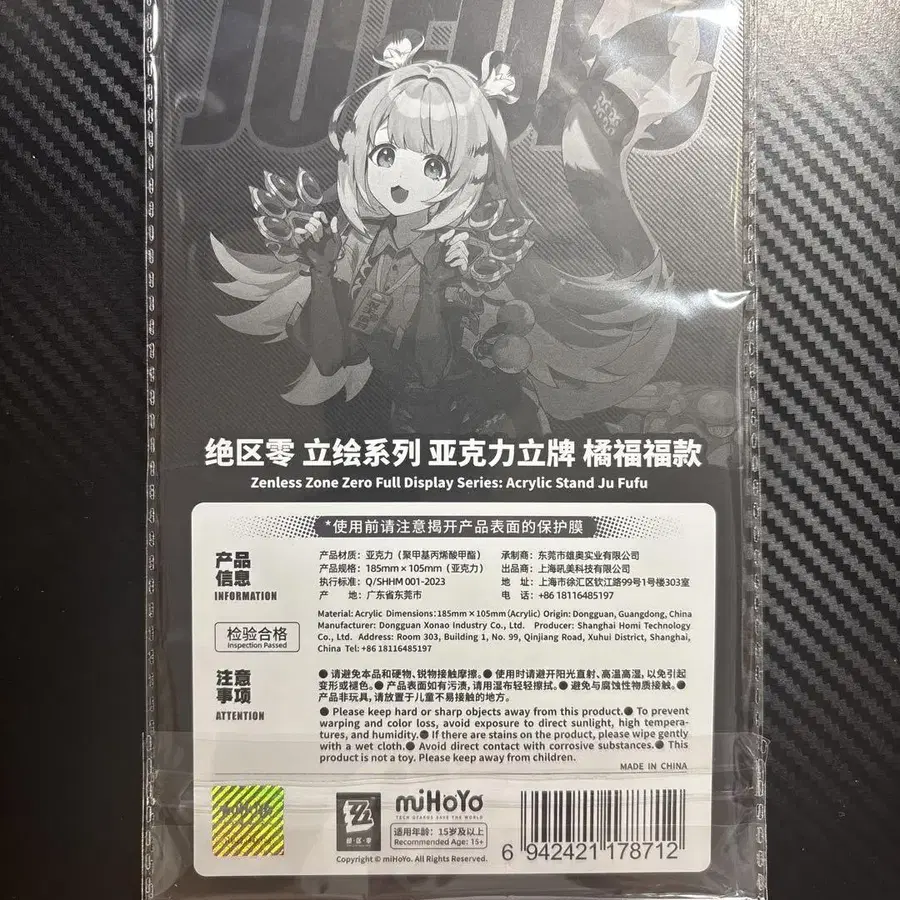 JU FUFU
绝区零 立绘系列 亚克力立牌 橘福福款
Zenless Zone Zero Full Display Series: Acrylic Stand Ju Fufu
*使用前请注意揭开产品表面的保护膜
产品
信息
INFORMATION
检验合格
Inspection Passed
产品材质：亚克力（聚甲基丙烯酸甲酯）
产品规格：185mm×105mm（亚克力）
执行标准：Q/SHHM 001-2023
产 地：广东省东莞市
承制商：东莞市雄奥实业有限公司
出品商：上海吼美科技有限公司
地 址：上海市徐汇区钦江路99号1号楼303室
电 话：+86 18116485197
Material: Acrylic Dimensions: 185mm×105mm (Acrylic) Origin: Dongguan, Guangdong, China
Manufacturer: Dongguan Xonao Industry Co., Ltd. Producer: Shanghai Homi Technology
Co., Ltd. Address: Room 303, Building 1, No. 99, Qinjiang Road, Xuhui District, Shanghai,
China Tel: +86 18116485197
注意
事项
ATTENTION
● 请避免本品和硬物、锐物接触摩擦。● 使用时请避开阳光直射、高温高湿，以免引起
变形或褪色。● 产品表面如有污渍，请用湿布轻轻擦拭。● 避免与腐蚀性物质接触。●
产品非玩具，请放置于儿童不易接触的地方。
● Please keep hard or sharp objects away from this product.● To prevent
warping and color loss, avoid exposure to direct sunlight, high tempera-
tures, and humidity.● If there are stains on the product, please wipe gently
with a wet cloth.● Avoid direct contact with corrosive substances.● This
product is not a toy. Please keep away from children.
MADE IN CHINA
miHoYo
绝·区·零
miHoYo
TECH OTAKUS SAVE THE WORLD
适用年龄：15岁及以上
Recommended Age: 15+
Copyright © miHoYo. All Rights Reserved.
6 942421 178712